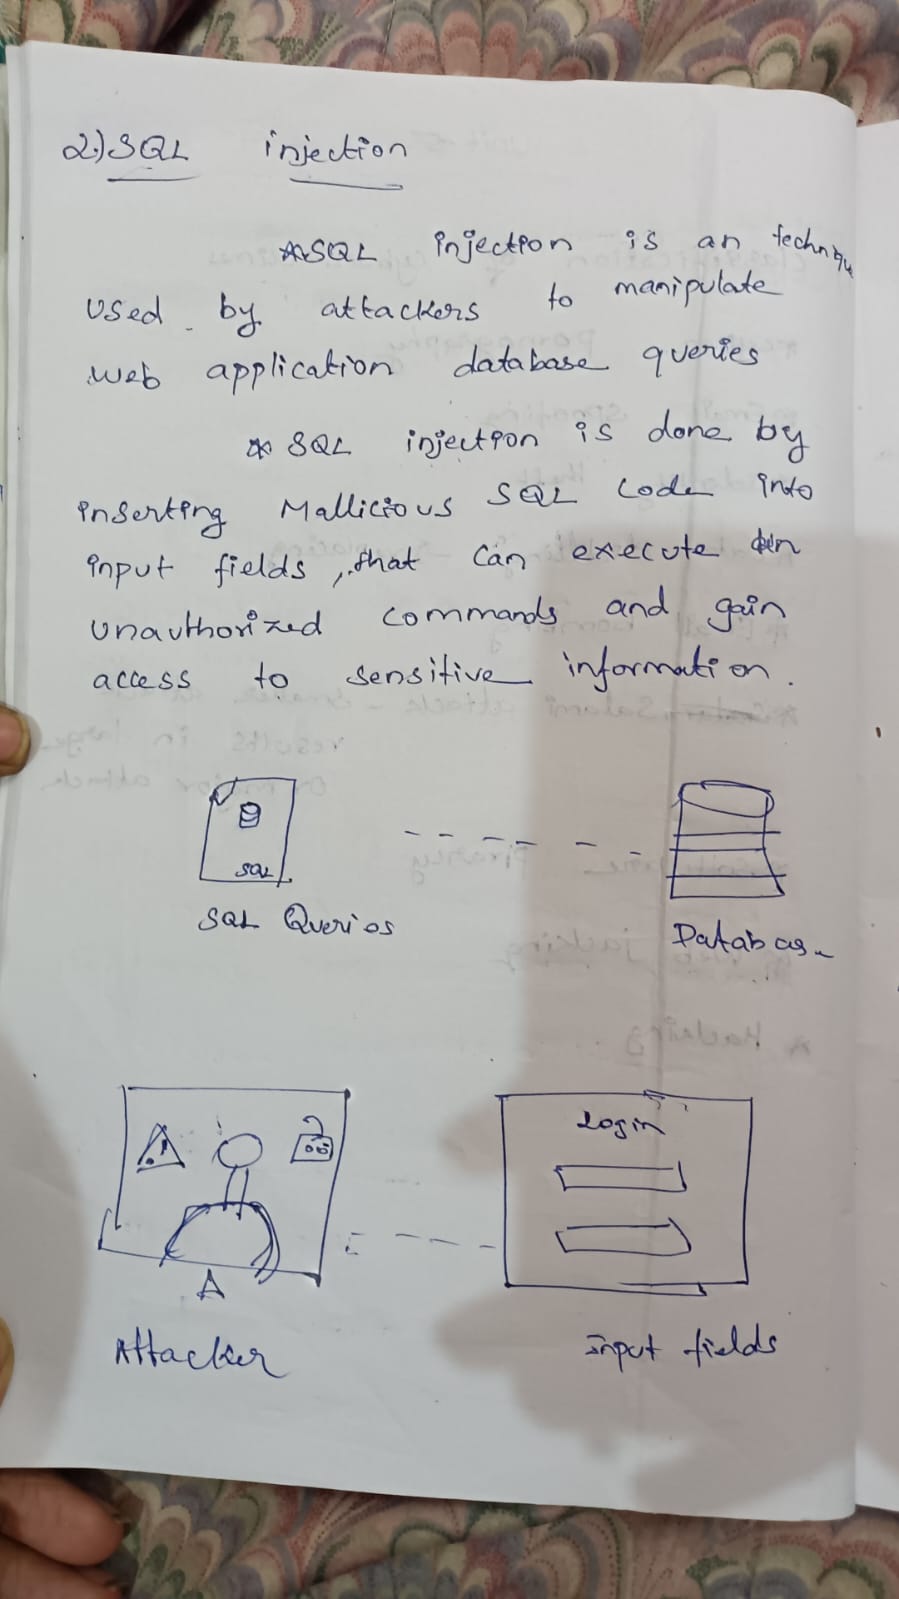 2.) SQL injection
* SQL injection is an techniqu
used by attackers to manipulate
web application database queries
* SQL injection is done by
inserting Mallicious SQL code into
input fields, that can execute
unauthorized commands and gain
access to sensitive information.
SQL
SQL Queries
Database
Login
A
Attacker
input fields